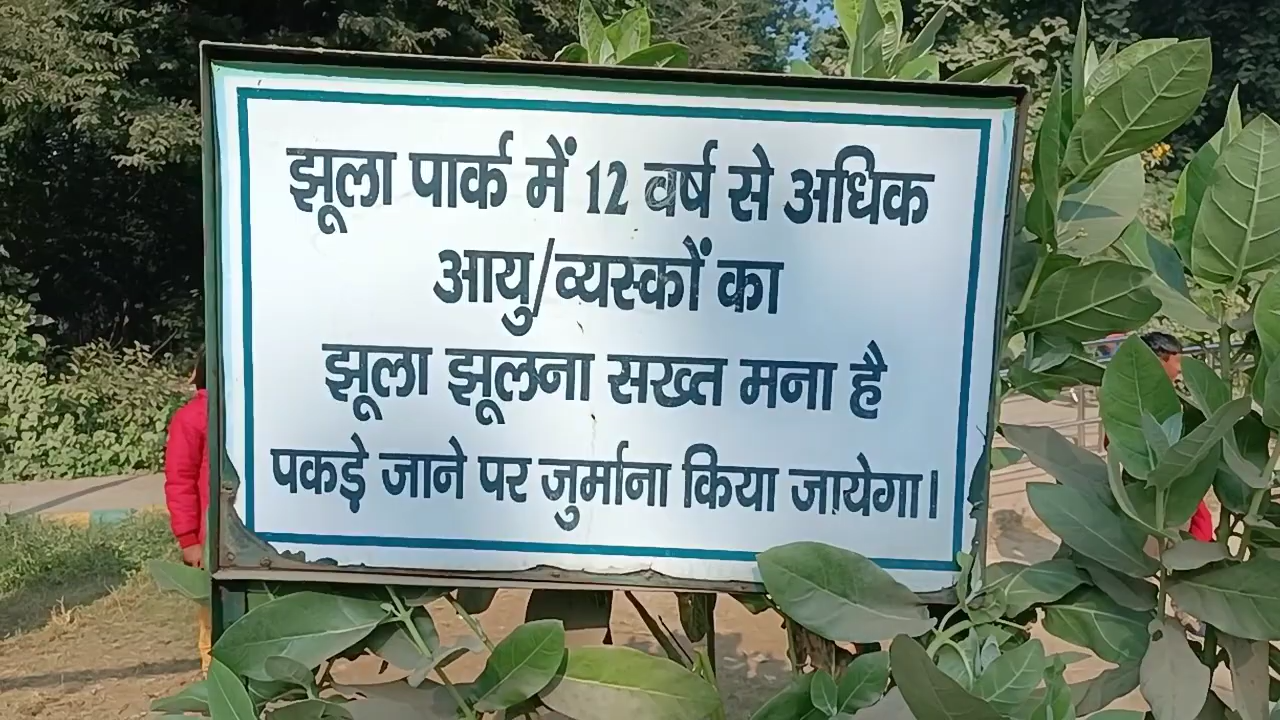 झूला पार्क में 12 वर्ष से अधिक
आयु/व्यस्कों का
झूला झूलना सख्त मना है
पकड़े जाने पर जुर्माना किया जायेगा।